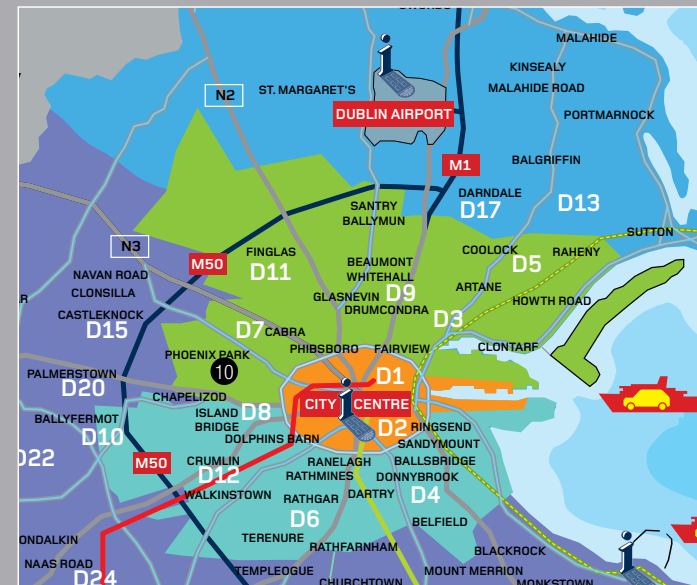 MALAHIDE
KINSEALY
N2
ST. MARGARET'S
MALAHIDE ROAD
DUBLIN AIRPORT
PORTMARNOCK
M1
BALGRIFFIN
DARNDALE
SANTRY
D17
D13
BALLYMUN
SUTTON
N3
FINGLAS
COOLOCK
RAHENY
M50
BEAUMONT
D5
NAVAN ROAD
D11
WHITEHALL
CLONSILLA
D9
ARTANE
GLASNEVIN
HOWTH ROAD
CASTLEKNOCK
DRUMCONDRA
D15
D7
CABRA
D3
PHIBSBORO
FAIRVIEW
CLONTARF
PHOENIX PARK
10
PALMERSTOWN
D1
D20
CHAPELIZOD
CITY CENTRE
BALLYFERMOT
ISLAND
BRIDGE
D8
D10
D2
RINGSEND
DOLPHINS BARN
SANDYMOUNT
D22
M50
CRUMLIN
RANELAGH
BALLSBRIDGE
D12
RATHMINES
DONNYBROOK
WALKINSTOWN
RATHGAR
DARTRY
D4
D6
BELFIELD
ONDALKIN
TERENURE
RATHFARNHAM
BLACKROCK
NAAS ROAD
D24
TEMPLEOGUE
MOUNT MERRION
CHURCHTOWN
MONKSTOWN